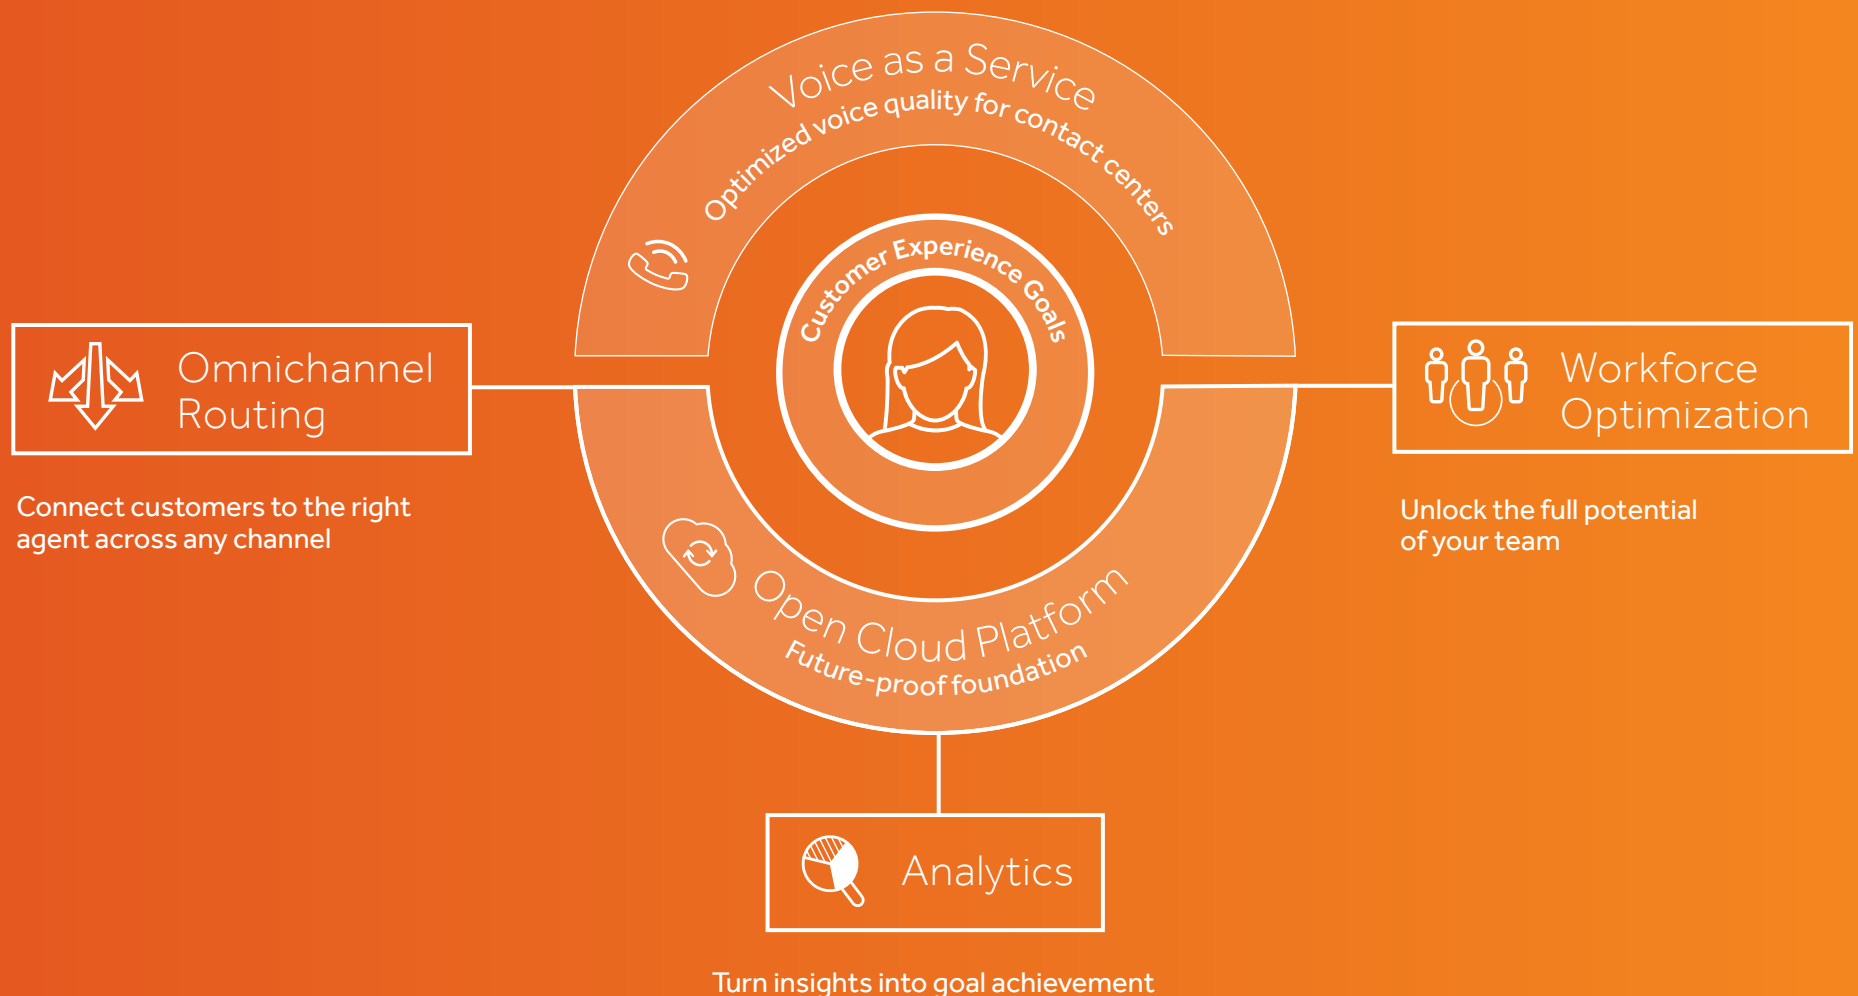 Voice as a Service
Optimized voice quality for contact centers
Customer Experience Goals
Omnichannel
Routing
Connect customers to the right
agent across any channel
Workforce
Optimization
Unlock the full potential
of your team
Open Cloud Platform
Future-proof foundation
Analytics
Turn insights into goal achievement